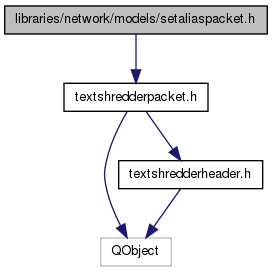 libraries/network/models/setaliaspacket.h
textshredderpacket.h
textshredderheader.h
QObject